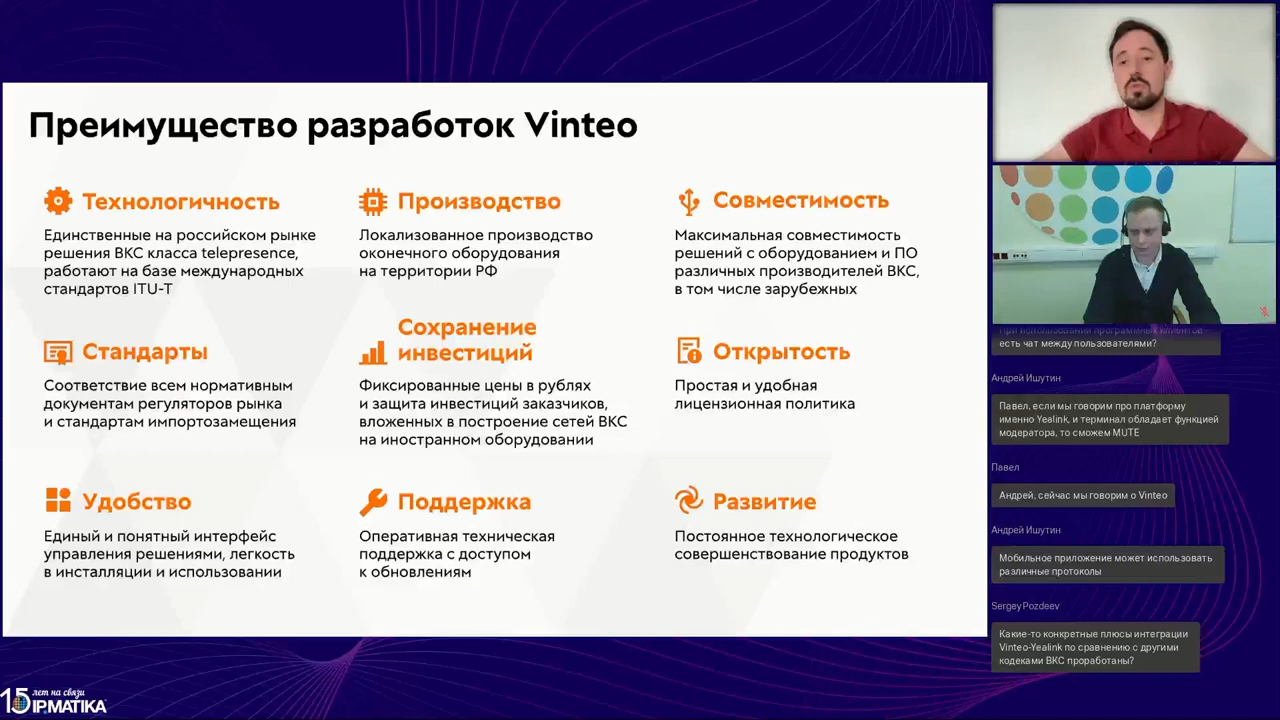 Преимущество разработок Vinteo
Технологичность
Единственные на российском рынке
решения ВКС класса telepresence,
работают на базе международных
стандартов ITU-T
Производство
Локализованное производство
оконечного оборудования
на территории РФ
Совместимость
Максимальная совместимость
решений с оборудованием и ПО
различных производителей ВКС,
в том числе зарубежных
Стандарты
Соответствие всем нормативным
документам регуляторов рынка
и стандартам импортозамещения
Сохранение
инвестиций
Фиксированные цены в рублях
и защита инвестиций заказчиков,
вложенных в построение сетей ВКС
на иностранном оборудовании
Открытость
Простая и удобная
лицензионная политика
Удобство
Единый и понятный интерфейс
управления решениями, легкость
в инсталляции и использовании
Поддержка
Оперативная техническая
поддержка с доступом
к обновлениям
Развитие
Постоянное технологическое
совершенствование продуктов
При использовании программных клиентов
есть чат между пользователями?
Андрей Ишутин
Павел, если мы говорим про платформу
именно Yealink, и терминал обладает функцией
модератора, то сможем MUTE
Павел
Андрей, сейчас мы говорим о Vinteo
Андрей Ишутин
Мобильное приложение может использовать
различные протоколы
Sergey Pozdeev
Какие-то конкретные плюсы интеграции
Vinteo-Yealink по сравнению с другими
кодеками ВКС проработаны?
15 лет на связи
IPMATIKA